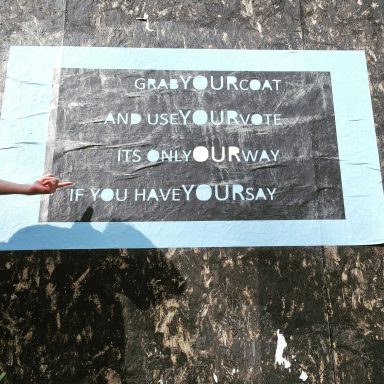 GRABYOURCOAT
AND USEYOURVOTE
ITS ONLYOURWAY
IF YOU HAVEYOURSAY